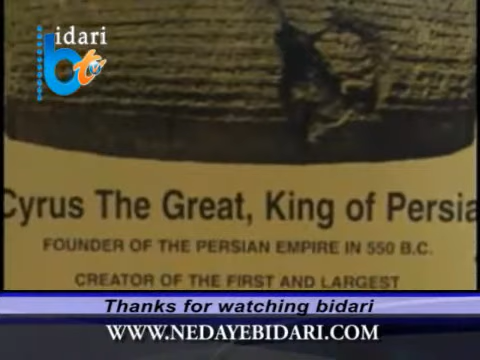 bidari
btv
Cyrus The Great, King of Persia
FOUNDER OF THE PERSIAN EMPIRE IN 550 B.C.
CREATOR OF THE FIRST AND LARGEST
Thanks for watching bidari
WWW.NEDAYEBIDARI.COM